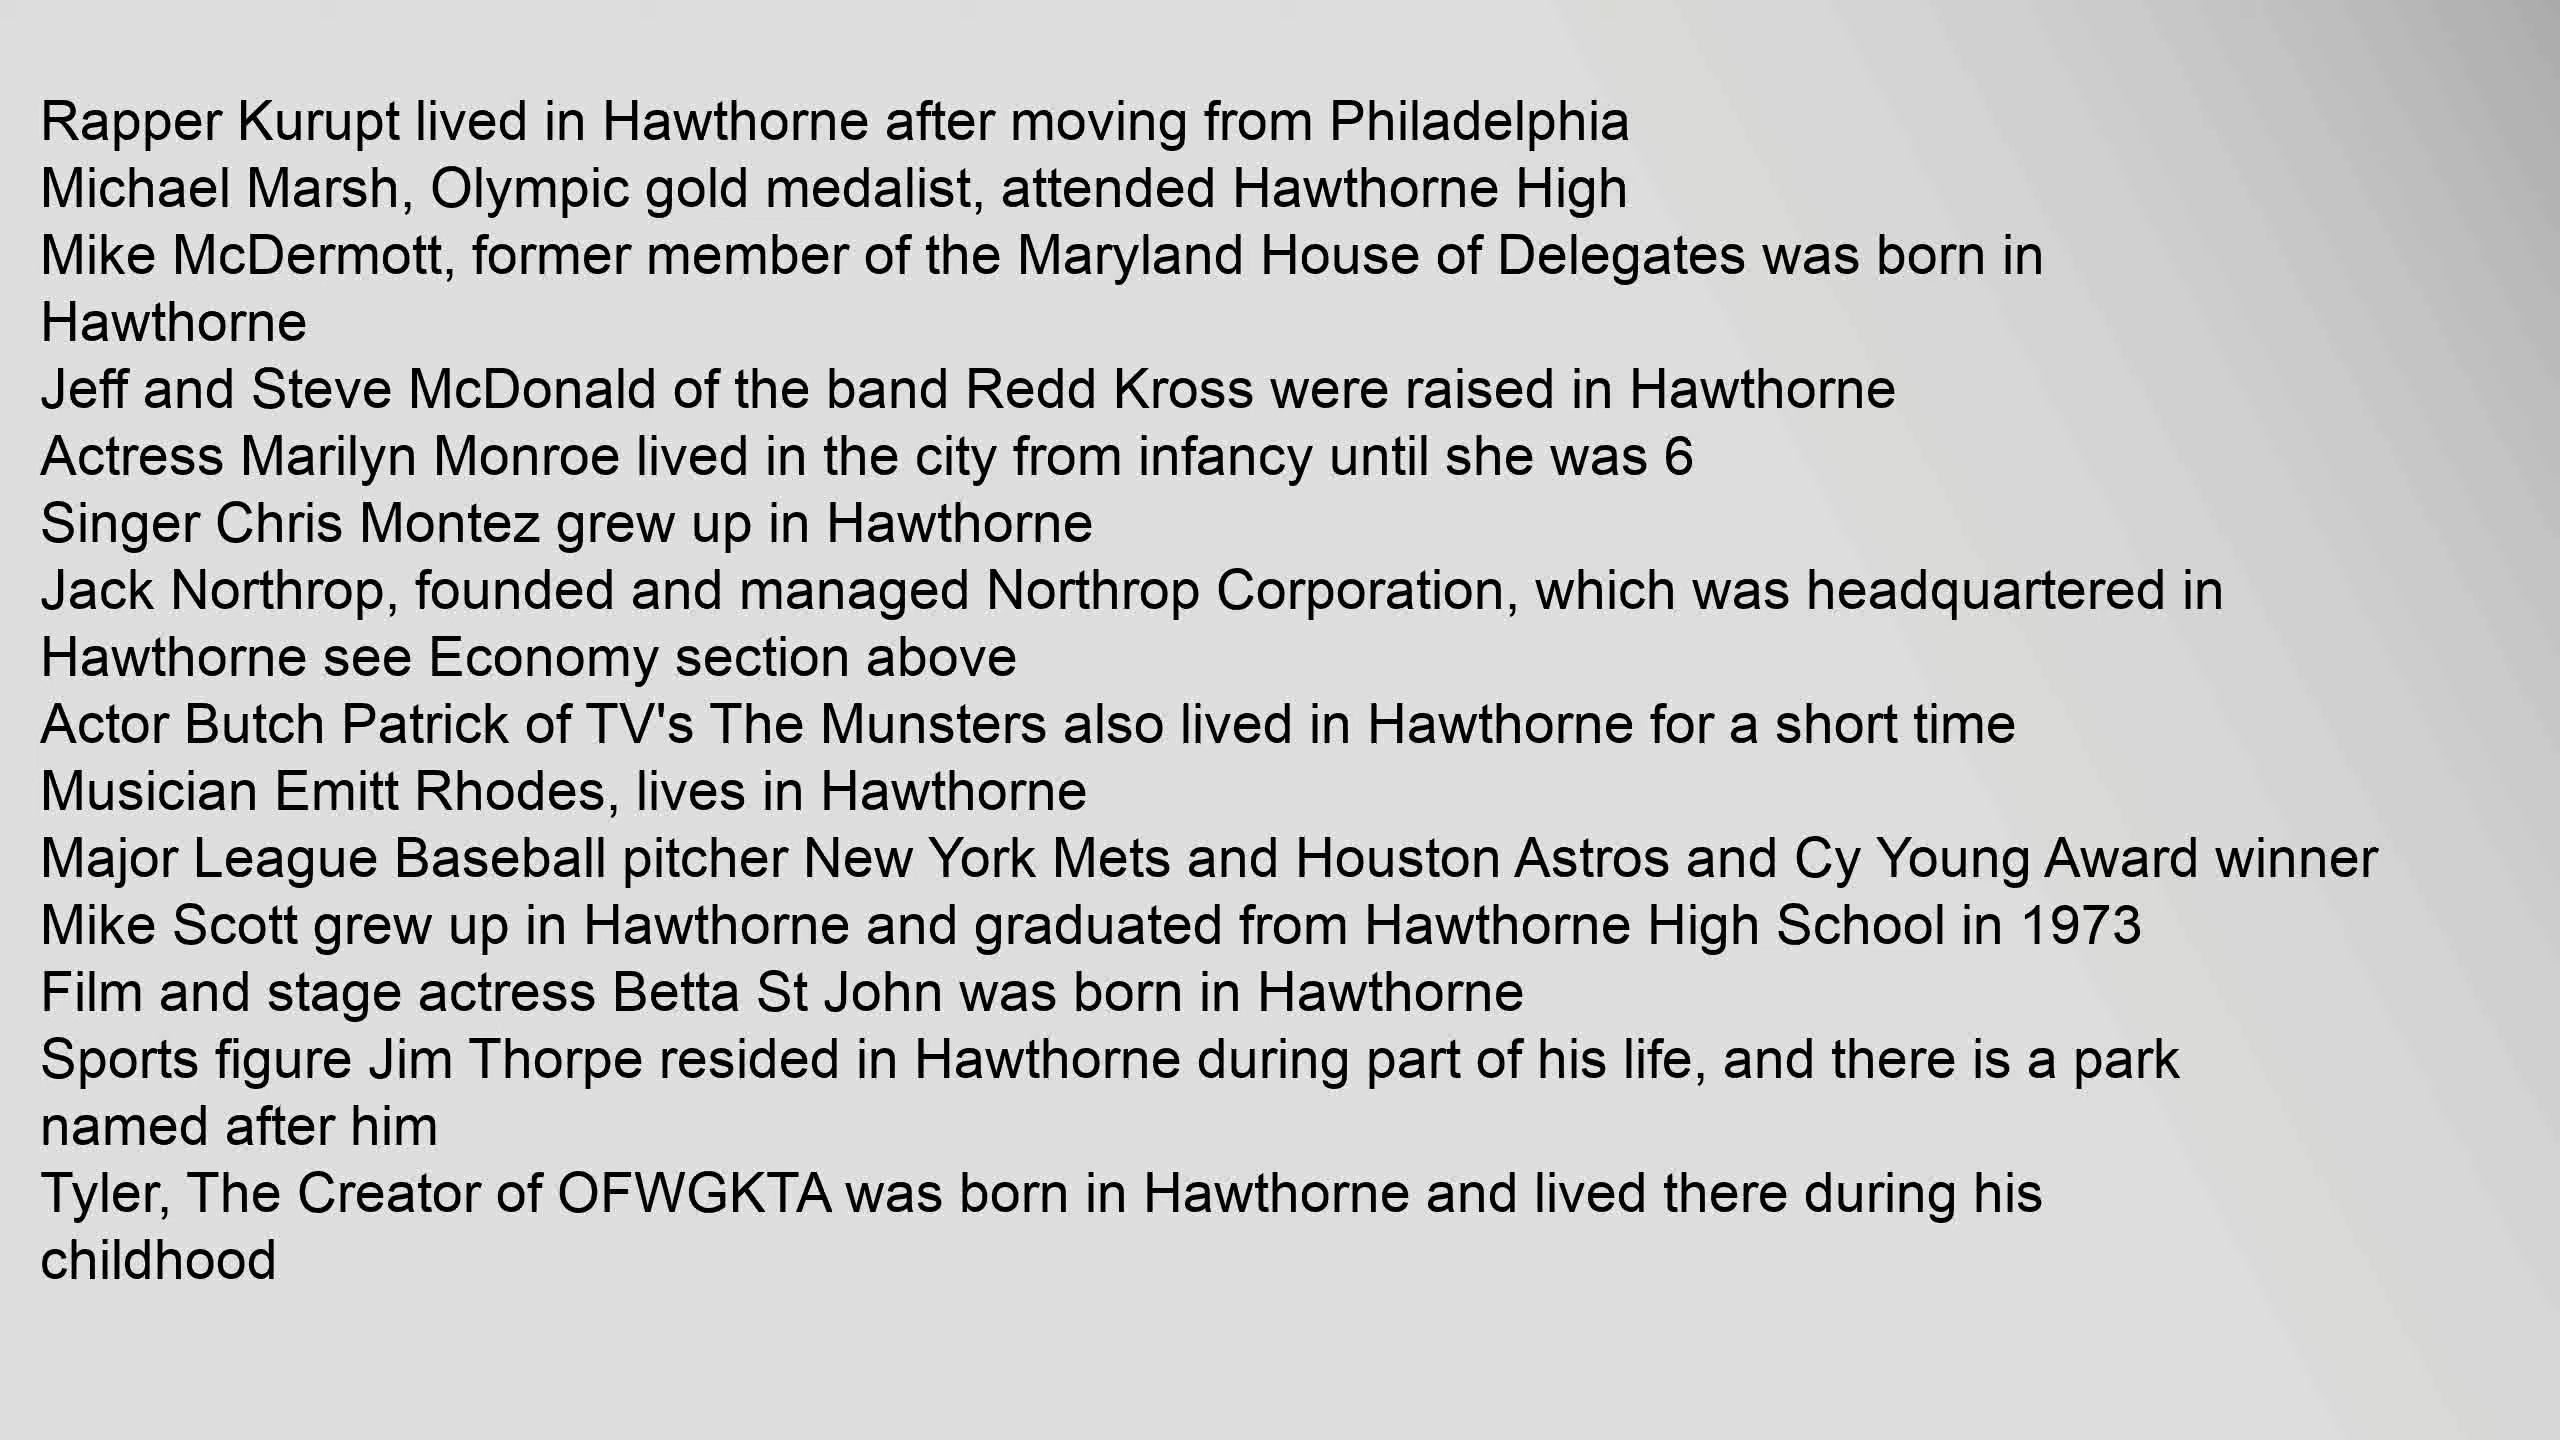 Rapper Kurupt lived in Hawthorne after moving from Philadelphia
Michael Marsh, Olympic gold medalist, attended Hawthorne High
Mike McDermott, former member of the Maryland House of Delegates was born in
Hawthorne
Jeff and Steve McDonald of the band Redd Kross were raised in Hawthorne
Actress Marilyn Monroe lived in the city from infancy until she was 6
Singer Chris Montez grew up in Hawthorne
Jack Northrop, founded and managed Northrop Corporation, which was headquartered in
Hawthorne see Economy section above
Actor Butch Patrick of TV's The Munsters also lived in Hawthorne for a short time
Musician Emitt Rhodes, lives in Hawthorne
Major League Baseball pitcher New York Mets and Houston Astros and Cy Young Award winner
Mike Scott grew up in Hawthorne and graduated from Hawthorne High School in 1973
Film and stage actress Betta St John was born in Hawthorne
Sports figure Jim Thorpe resided in Hawthorne during part of his life, and there is a park
named after him
Tyler, The Creator of OFWGKTA was born in Hawthorne and lived there during his
childhood